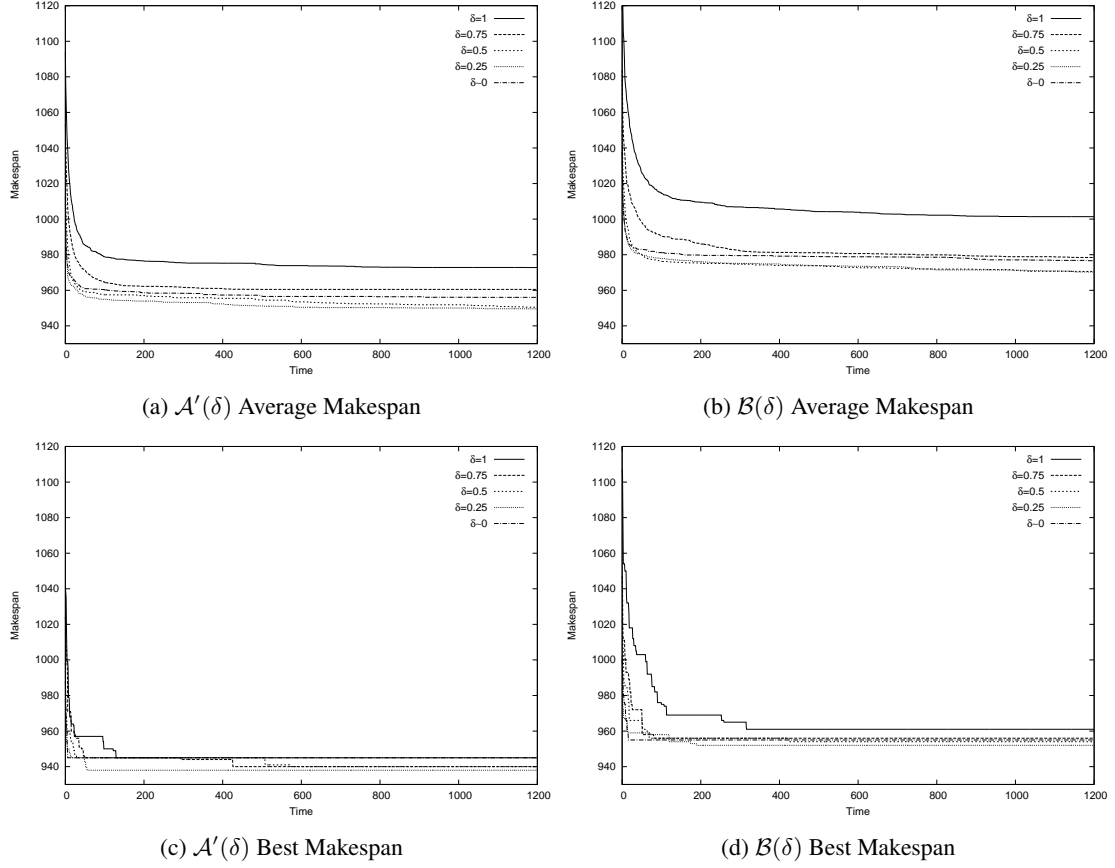 1120
1100
1080
1060
1040
1020
1000
980
960
940
Makespan
δ=1
δ=0.75
δ=0.5
δ=0.25
δ~0
0 200 400 600 800 1000 1200
Time
(a) 𝒜′(δ) Average Makespan
1120
1100
1080
1060
1040
1020
1000
980
960
940
Makespan
δ=1
δ=0.75
δ=0.5
δ=0.25
δ~0
0 200 400 600 800 1000 1200
Time
(b) ℬ(δ) Average Makespan
1120
1100
1080
1060
1040
1020
1000
980
960
940
Makespan
δ=1
δ=0.75
δ=0.5
δ=0.25
δ~0
0 200 400 600 800 1000 1200
Time
(c) 𝒜′(δ) Best Makespan
1120
1100
1080
1060
1040
1020
1000
980
960
940
Makespan
δ=1
δ=0.75
δ=0.5
δ=0.25
δ~0
0 200 400 600 800 1000 1200
Time
(d) ℬ(δ) Best Makespan